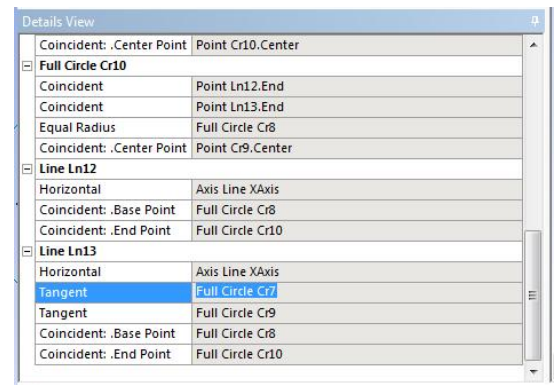 Details View
Coincident: .Center Point Point Cr10.Center
Full Circle Cr10
Coincident Point Ln12.End
Coincident Point Ln13.End
Equal Radius Full Circle Cr8
Coincident: .Center Point Point Cr9.Center
Line Ln12
Horizontal Axis Line XAxis
Coincident: .Base Point Full Circle Cr8
Coincident: .End Point Full Circle Cr10
Line Ln13
Horizontal Axis Line XAxis
Tangent Full Circle Cr7
Tangent Full Circle Cr9
Coincident: .Base Point Full Circle Cr8
Coincident: .End Point Full Circle Cr10